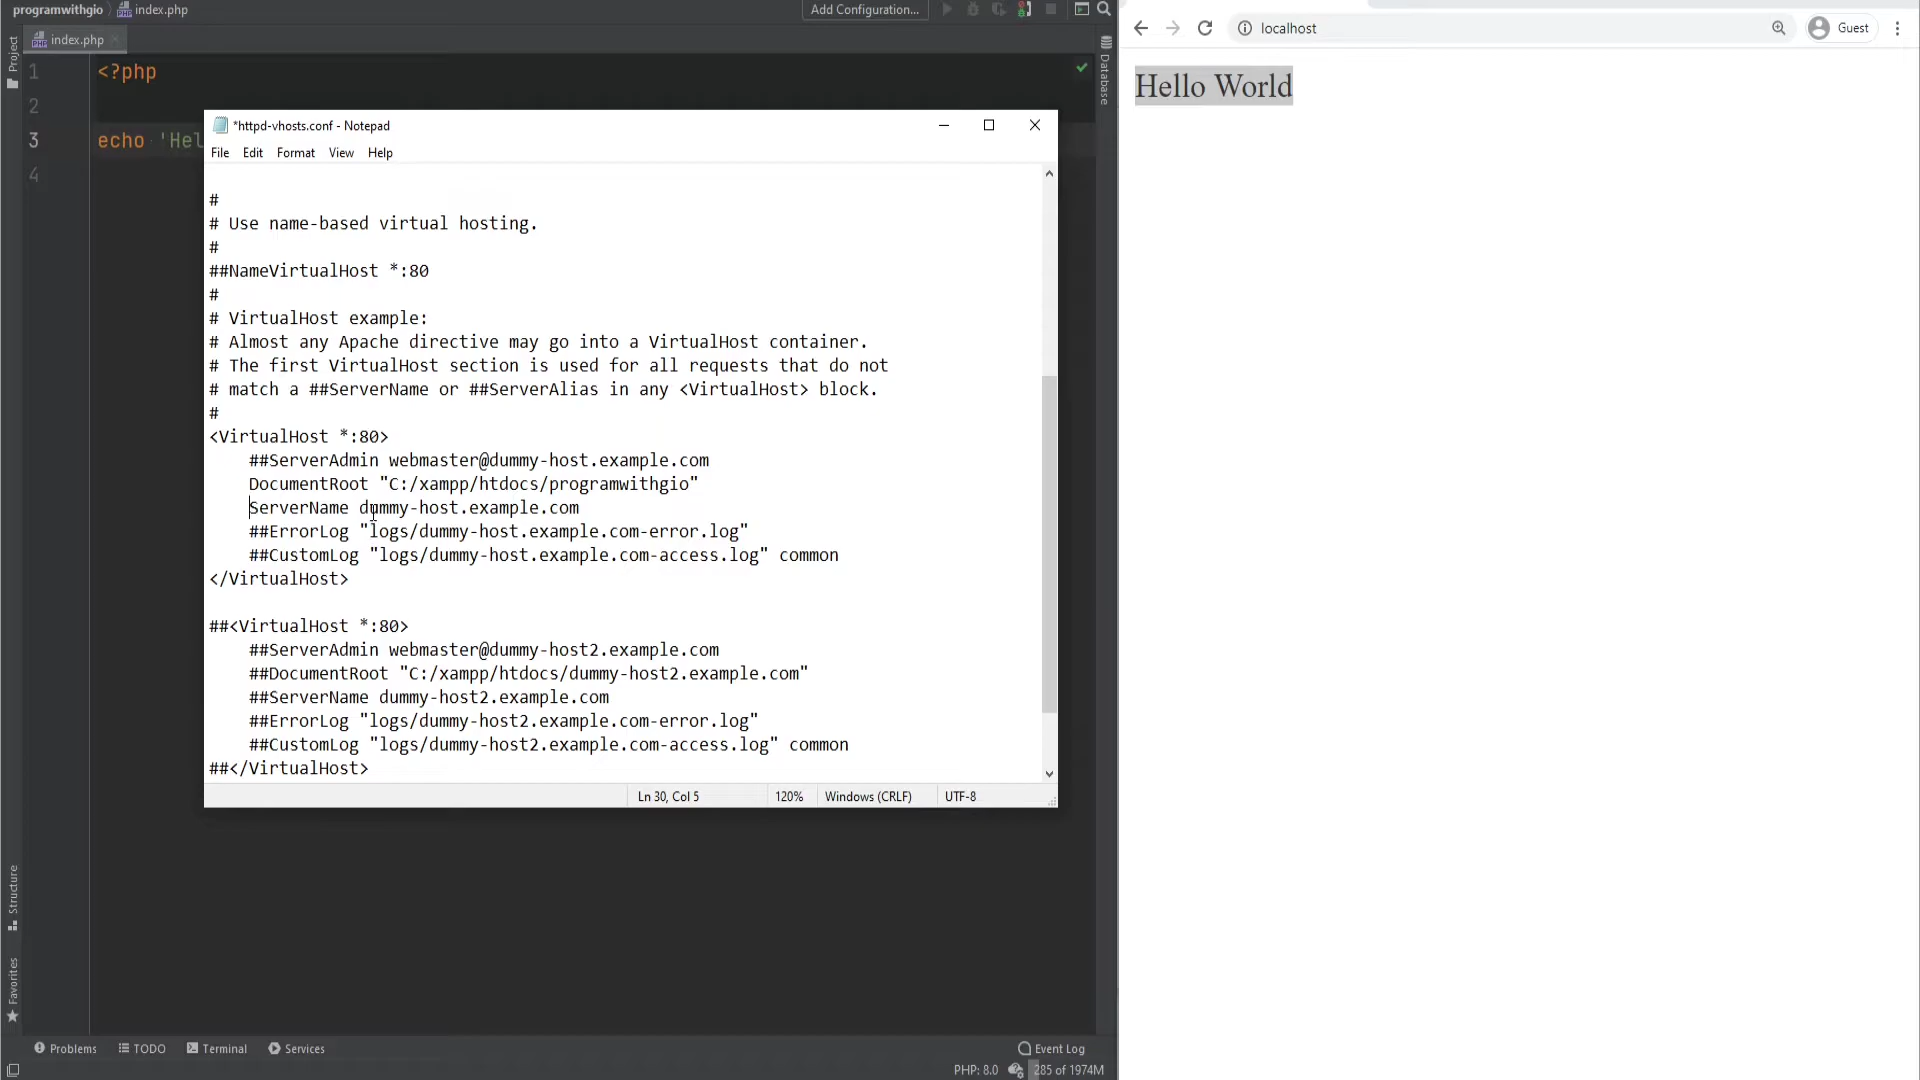 programwithgio
index.php
Add Configuration...
index.php
Project
Database
1 <?php
2
3 echo 'Hel
4
*httpd-vhosts.conf - Notepad
File Edit Format View Help
#
# Use name-based virtual hosting.
#
##NameVirtualHost *:80
#
# VirtualHost example:
# Almost any Apache directive may go into a VirtualHost container.
# The first VirtualHost section is used for all requests that do not
# match a ##ServerName or ##ServerAlias in any <VirtualHost> block.
#
<VirtualHost *:80>
##ServerAdmin webmaster@dummy-host.example.com
DocumentRoot "C:/xampp/htdocs/programwithgio"
ServerName dummy-host.example.com
##ErrorLog "logs/dummy-host.example.com-error.log"
##CustomLog "logs/dummy-host.example.com-access.log" common
</VirtualHost>
##<VirtualHost *:80>
##ServerAdmin webmaster@dummy-host2.example.com
##DocumentRoot "C:/xampp/htdocs/dummy-host2.example.com"
##ServerName dummy-host2.example.com
##ErrorLog "logs/dummy-host2.example.com-error.log"
##CustomLog "logs/dummy-host2.example.com-access.log" common
##</VirtualHost>
Ln 30, Col 5 120% Windows (CRLF) UTF-8
Structure
Favorites
Problems TODO Terminal Services Event Log
PHP: 8.0 285 of 1974M
localhost Guest
Hello World